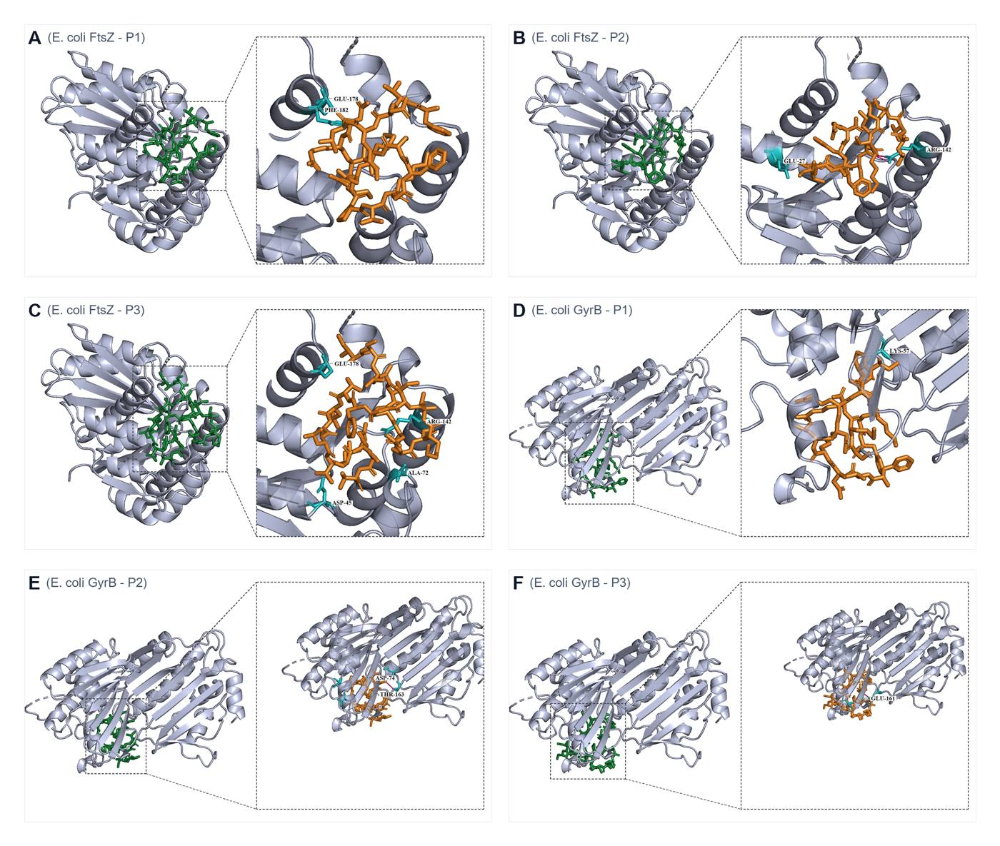 A (E. coli FtsZ - P1)
GLU-178
PHE-182
B (E. coli FtsZ - P2)
ARG-142
GLU-27
C (E. coli FtsZ - P3)
GLU-178
ARG-142
ALA-72
ASP-45
D (E. coli GyrB - P1)
LYS-57
E (E. coli GyrB - P2)
ASP-74
THR-163
F (E. coli GyrB - P3)
GLU-161